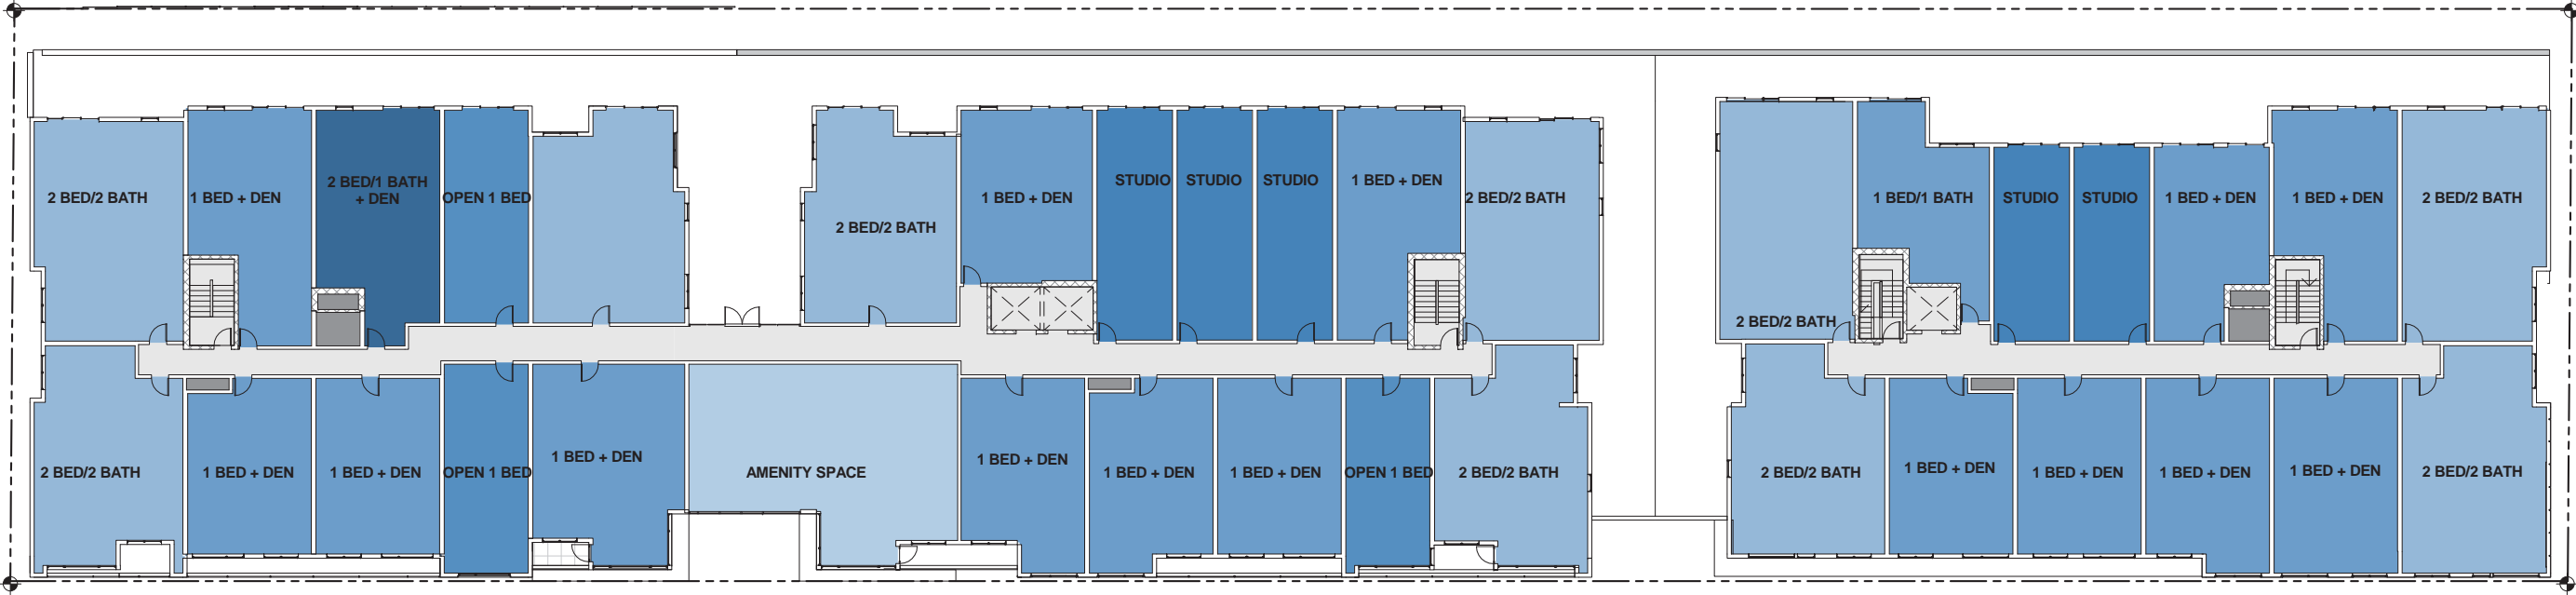 2 BED/2 BATH
1 BED + DEN
2 BED/1 BATH
+ DEN
OPEN 1 BED
2 BED/2 BATH
1 BED + DEN
STUDIO
STUDIO
STUDIO
1 BED + DEN
2 BED/2 BATH
2 BED/2 BATH
1 BED/1 BATH
STUDIO
STUDIO
1 BED + DEN
1 BED + DEN
2 BED/2 BATH
2 BED/2 BATH
1 BED + DEN
1 BED + DEN
OPEN 1 BED
1 BED + DEN
AMENITY SPACE
1 BED + DEN
1 BED + DEN
1 BED + DEN
OPEN 1 BED
2 BED/2 BATH
2 BED/2 BATH
1 BED + DEN
1 BED + DEN
1 BED + DEN
1 BED + DEN
2 BED/2 BATH